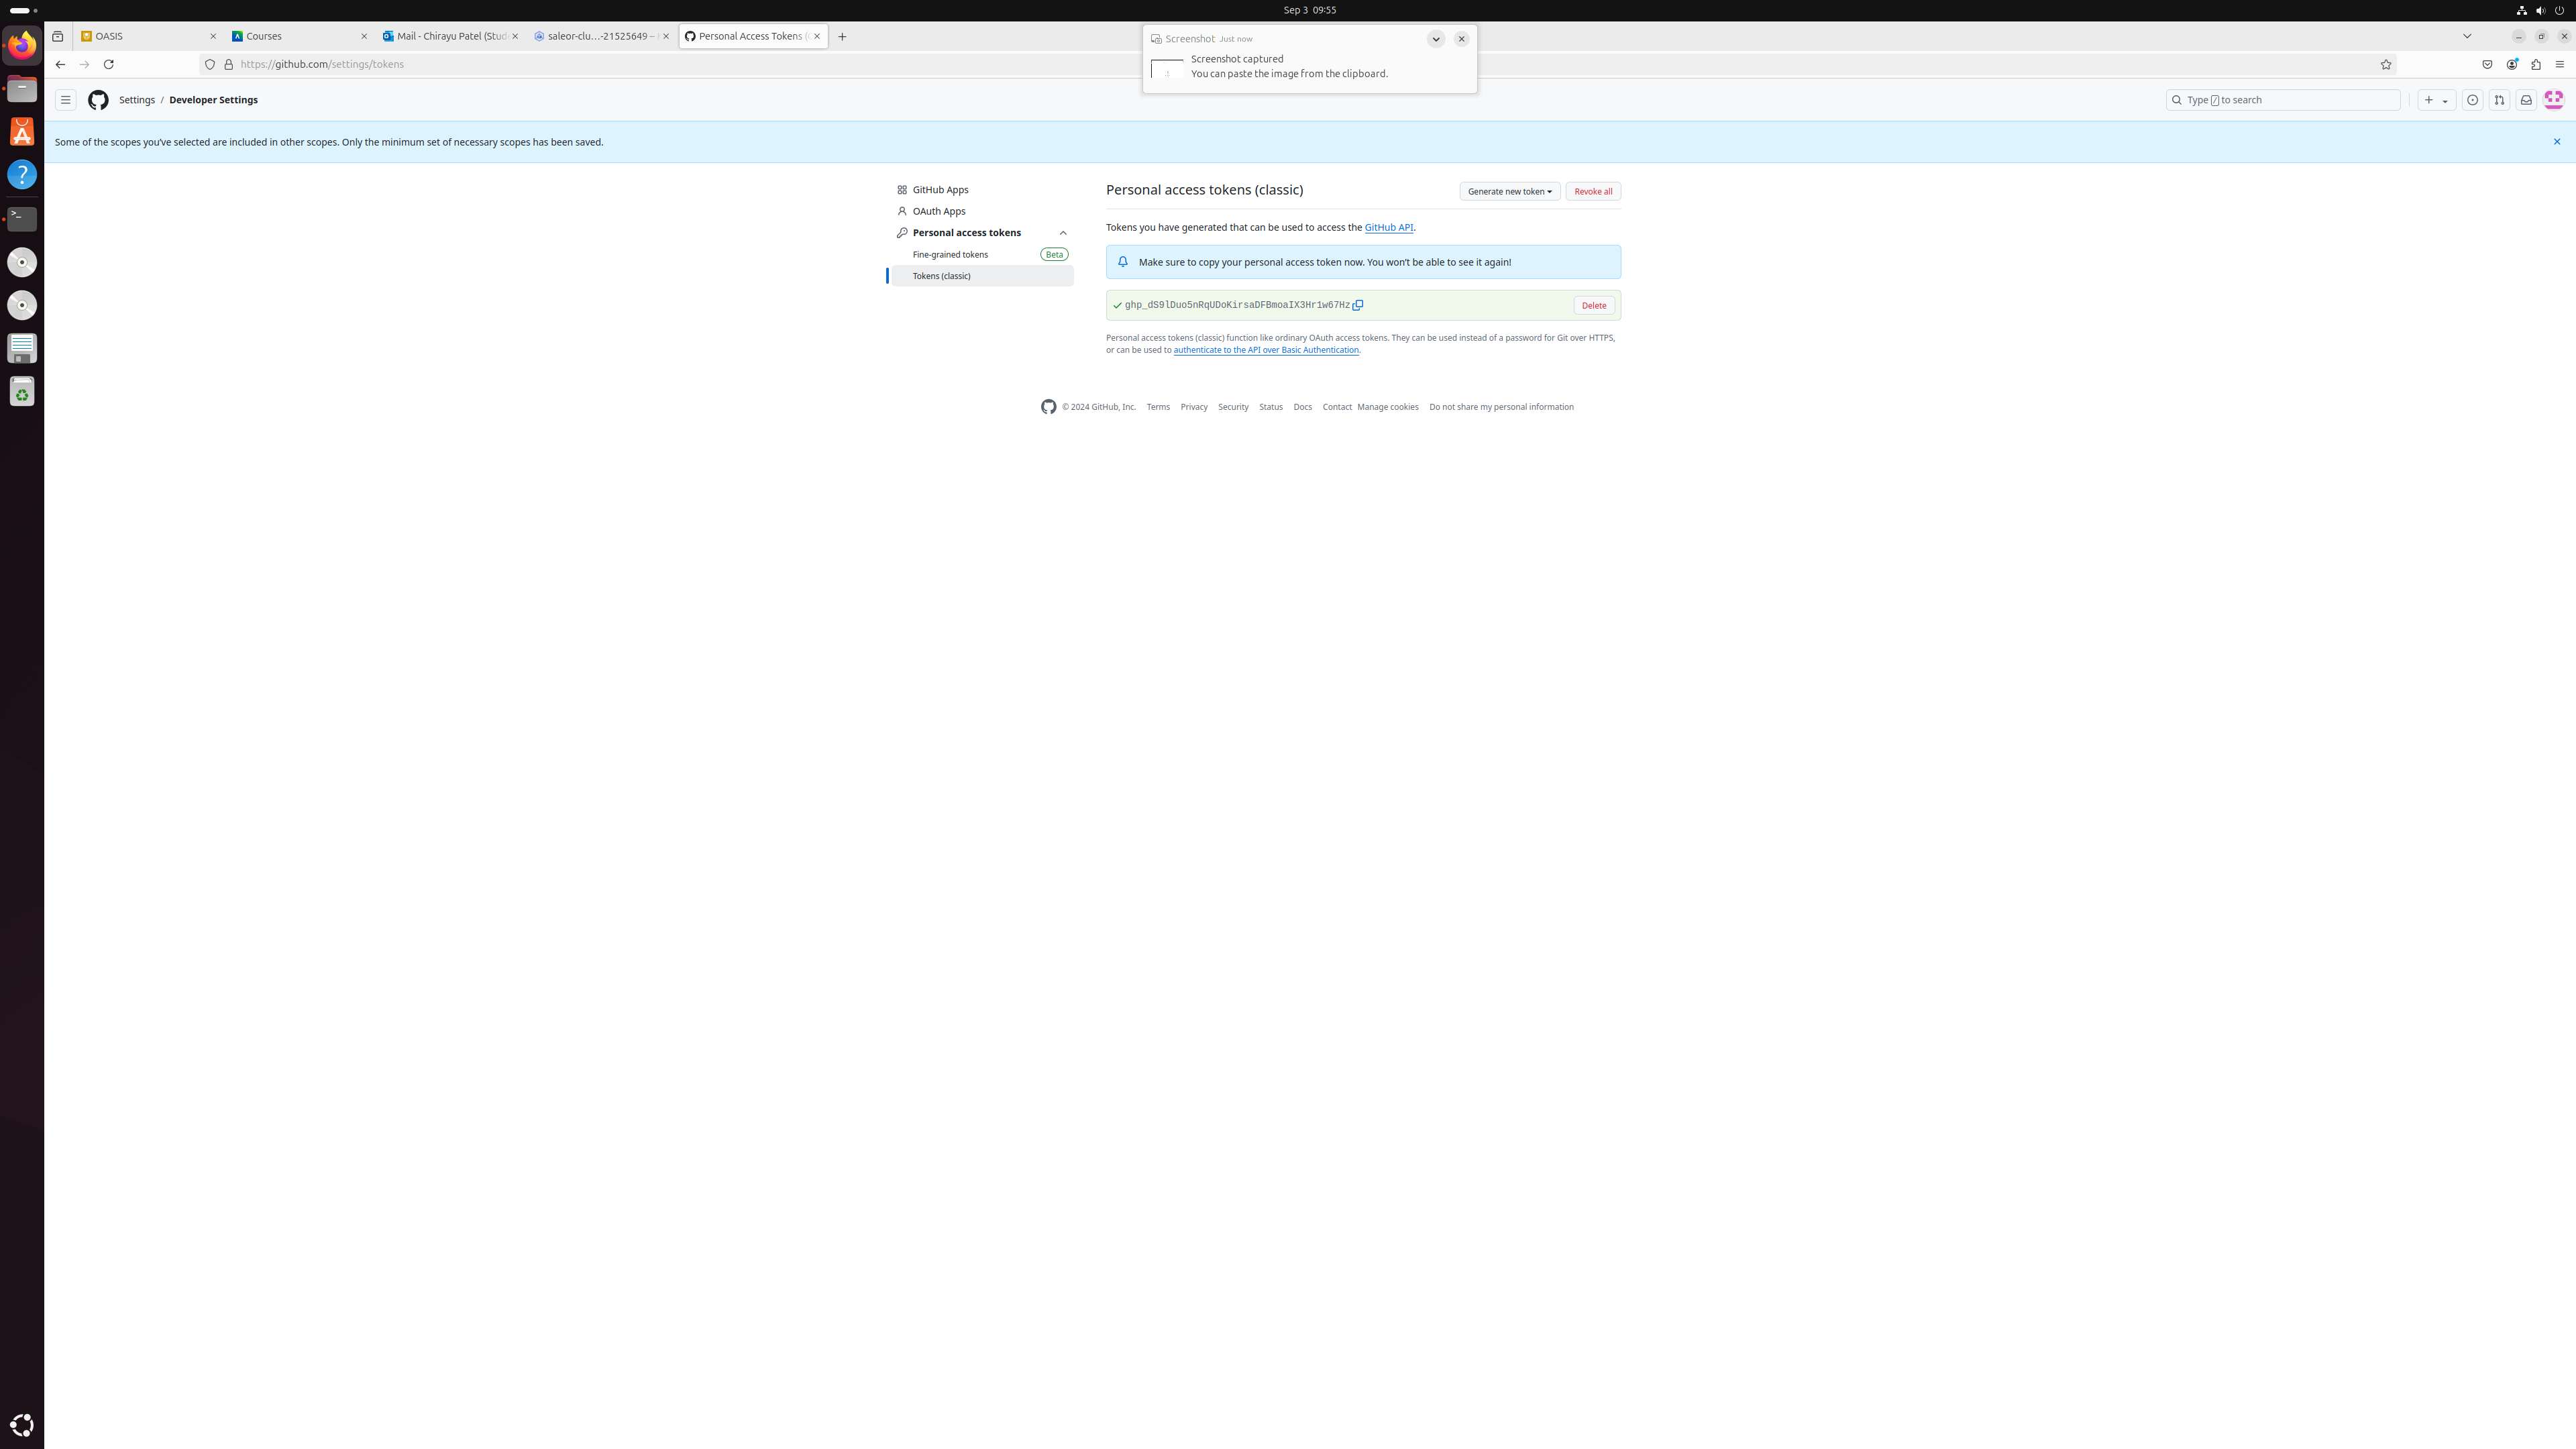 Sep 3 09:55
OASIS
Courses
Mail - Chirayu Patel (Stud
saleor-clu…-21525649 –
Personal Access Tokens (c
Screenshot Just now
Screenshot captured
You can paste the image from the clipboard.
https://github.com/settings/tokens
Settings / Developer Settings
Type / to search
Some of the scopes you've selected are included in other scopes. Only the minimum set of necessary scopes has been saved.
GitHub Apps
OAuth Apps
Personal access tokens
Fine-grained tokens Beta
Tokens (classic)
Personal access tokens (classic)
Generate new token
Revoke all
Tokens you have generated that can be used to access the GitHub API.
Make sure to copy your personal access token now. You won't be able to see it again!
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
Delete
Personal access tokens (classic) function like ordinary OAuth access tokens. They can be used instead of a password for Git over HTTPS,
or can be used to authenticate to the API over Basic Authentication.
© 2024 GitHub, Inc. Terms Privacy Security Status Docs Contact Manage cookies Do not share my personal information